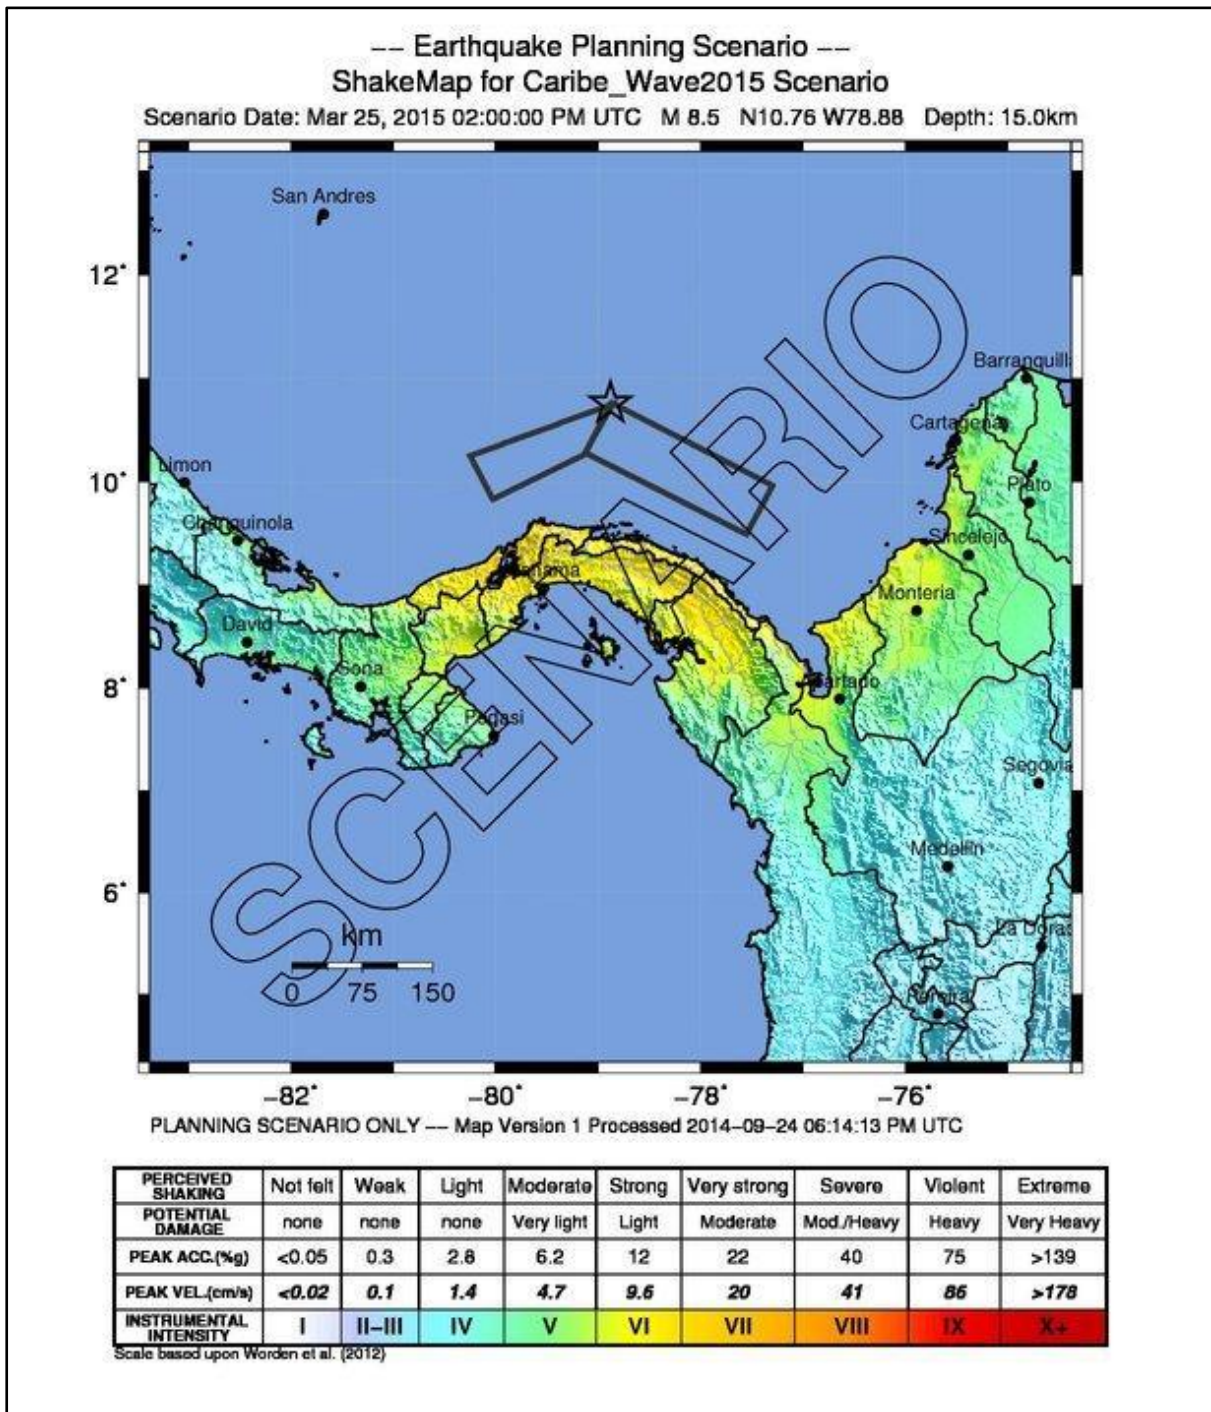 -- Earthquake Planning Scenario --
ShakeMap for Caribe_Wave2015 Scenario
Scenario Date: Mar 25, 2015 02:00:00 PM UTC M 8.5 N10.76 W78.88 Depth: 15.0km
San Andres
12°
Barranquill
Cartagena
10°
Limon
Plato
Changuinola
Sincelejo
Panama
Monteria
David
Sona
8°
Pedasi
Segovia
Medellin
6°
La Dorad
km
0 75 150
Pereira
SCENARIO
-82 -80 -78 -76
PLANNING SCENARIO ONLY -- Map Version 1 Processed 2014-09-24 06:14:13 PM UTC
PERCEIVED SHAKING Not felt Weak Light Moderate Strong Very strong Severe Violent Extreme
POTENTIAL DAMAGE none none none Very light Light Moderate Mod./Heavy Heavy Very Heavy
PEAK ACC.(%g) <0.05 0.3 2.8 6.2 12 22 40 75 >139
PEAK VEL.(cm/s) <0.02 0.1 1.4 4.7 9.6 20 41 86 >178
INSTRUMENTAL INTENSITY I II-III IV V VI VII VIII IX X+
Scale based upon Worden et al. (2012)